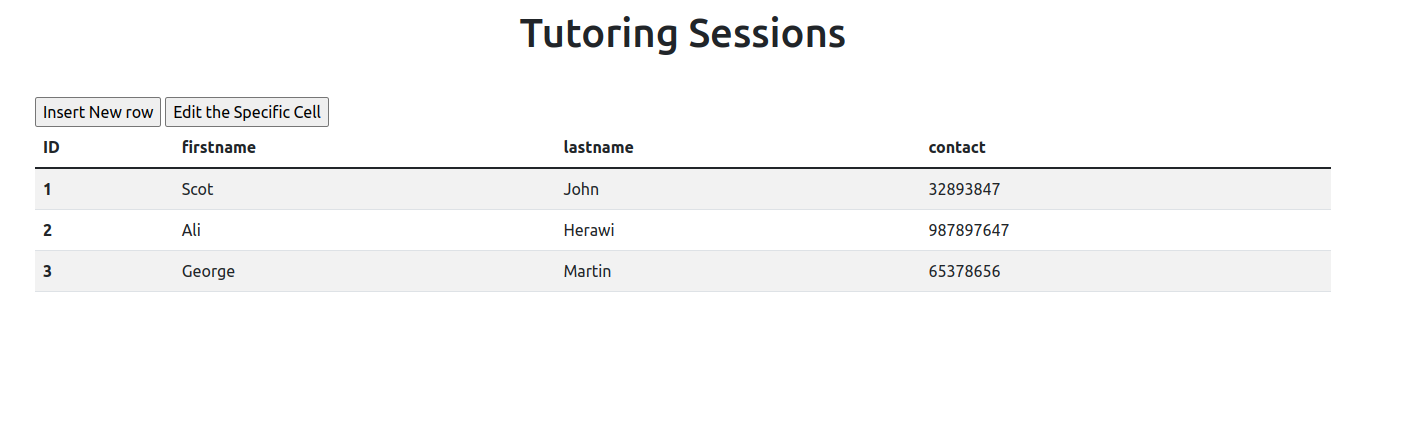 Tutoring Sessions
Insert New row Edit the Specific Cell
ID firstname lastname contact
1 Scot John 32893847
2 Ali Herawi 987897647
3 George Martin 65378656